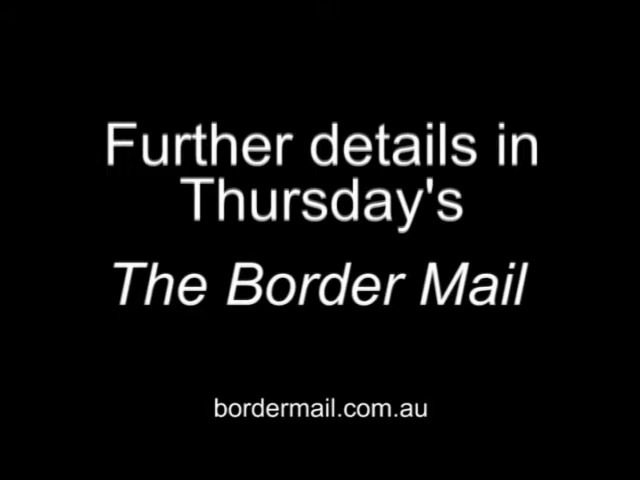 Further details in
Thursday's
The Border Mail
bordermail.com.au